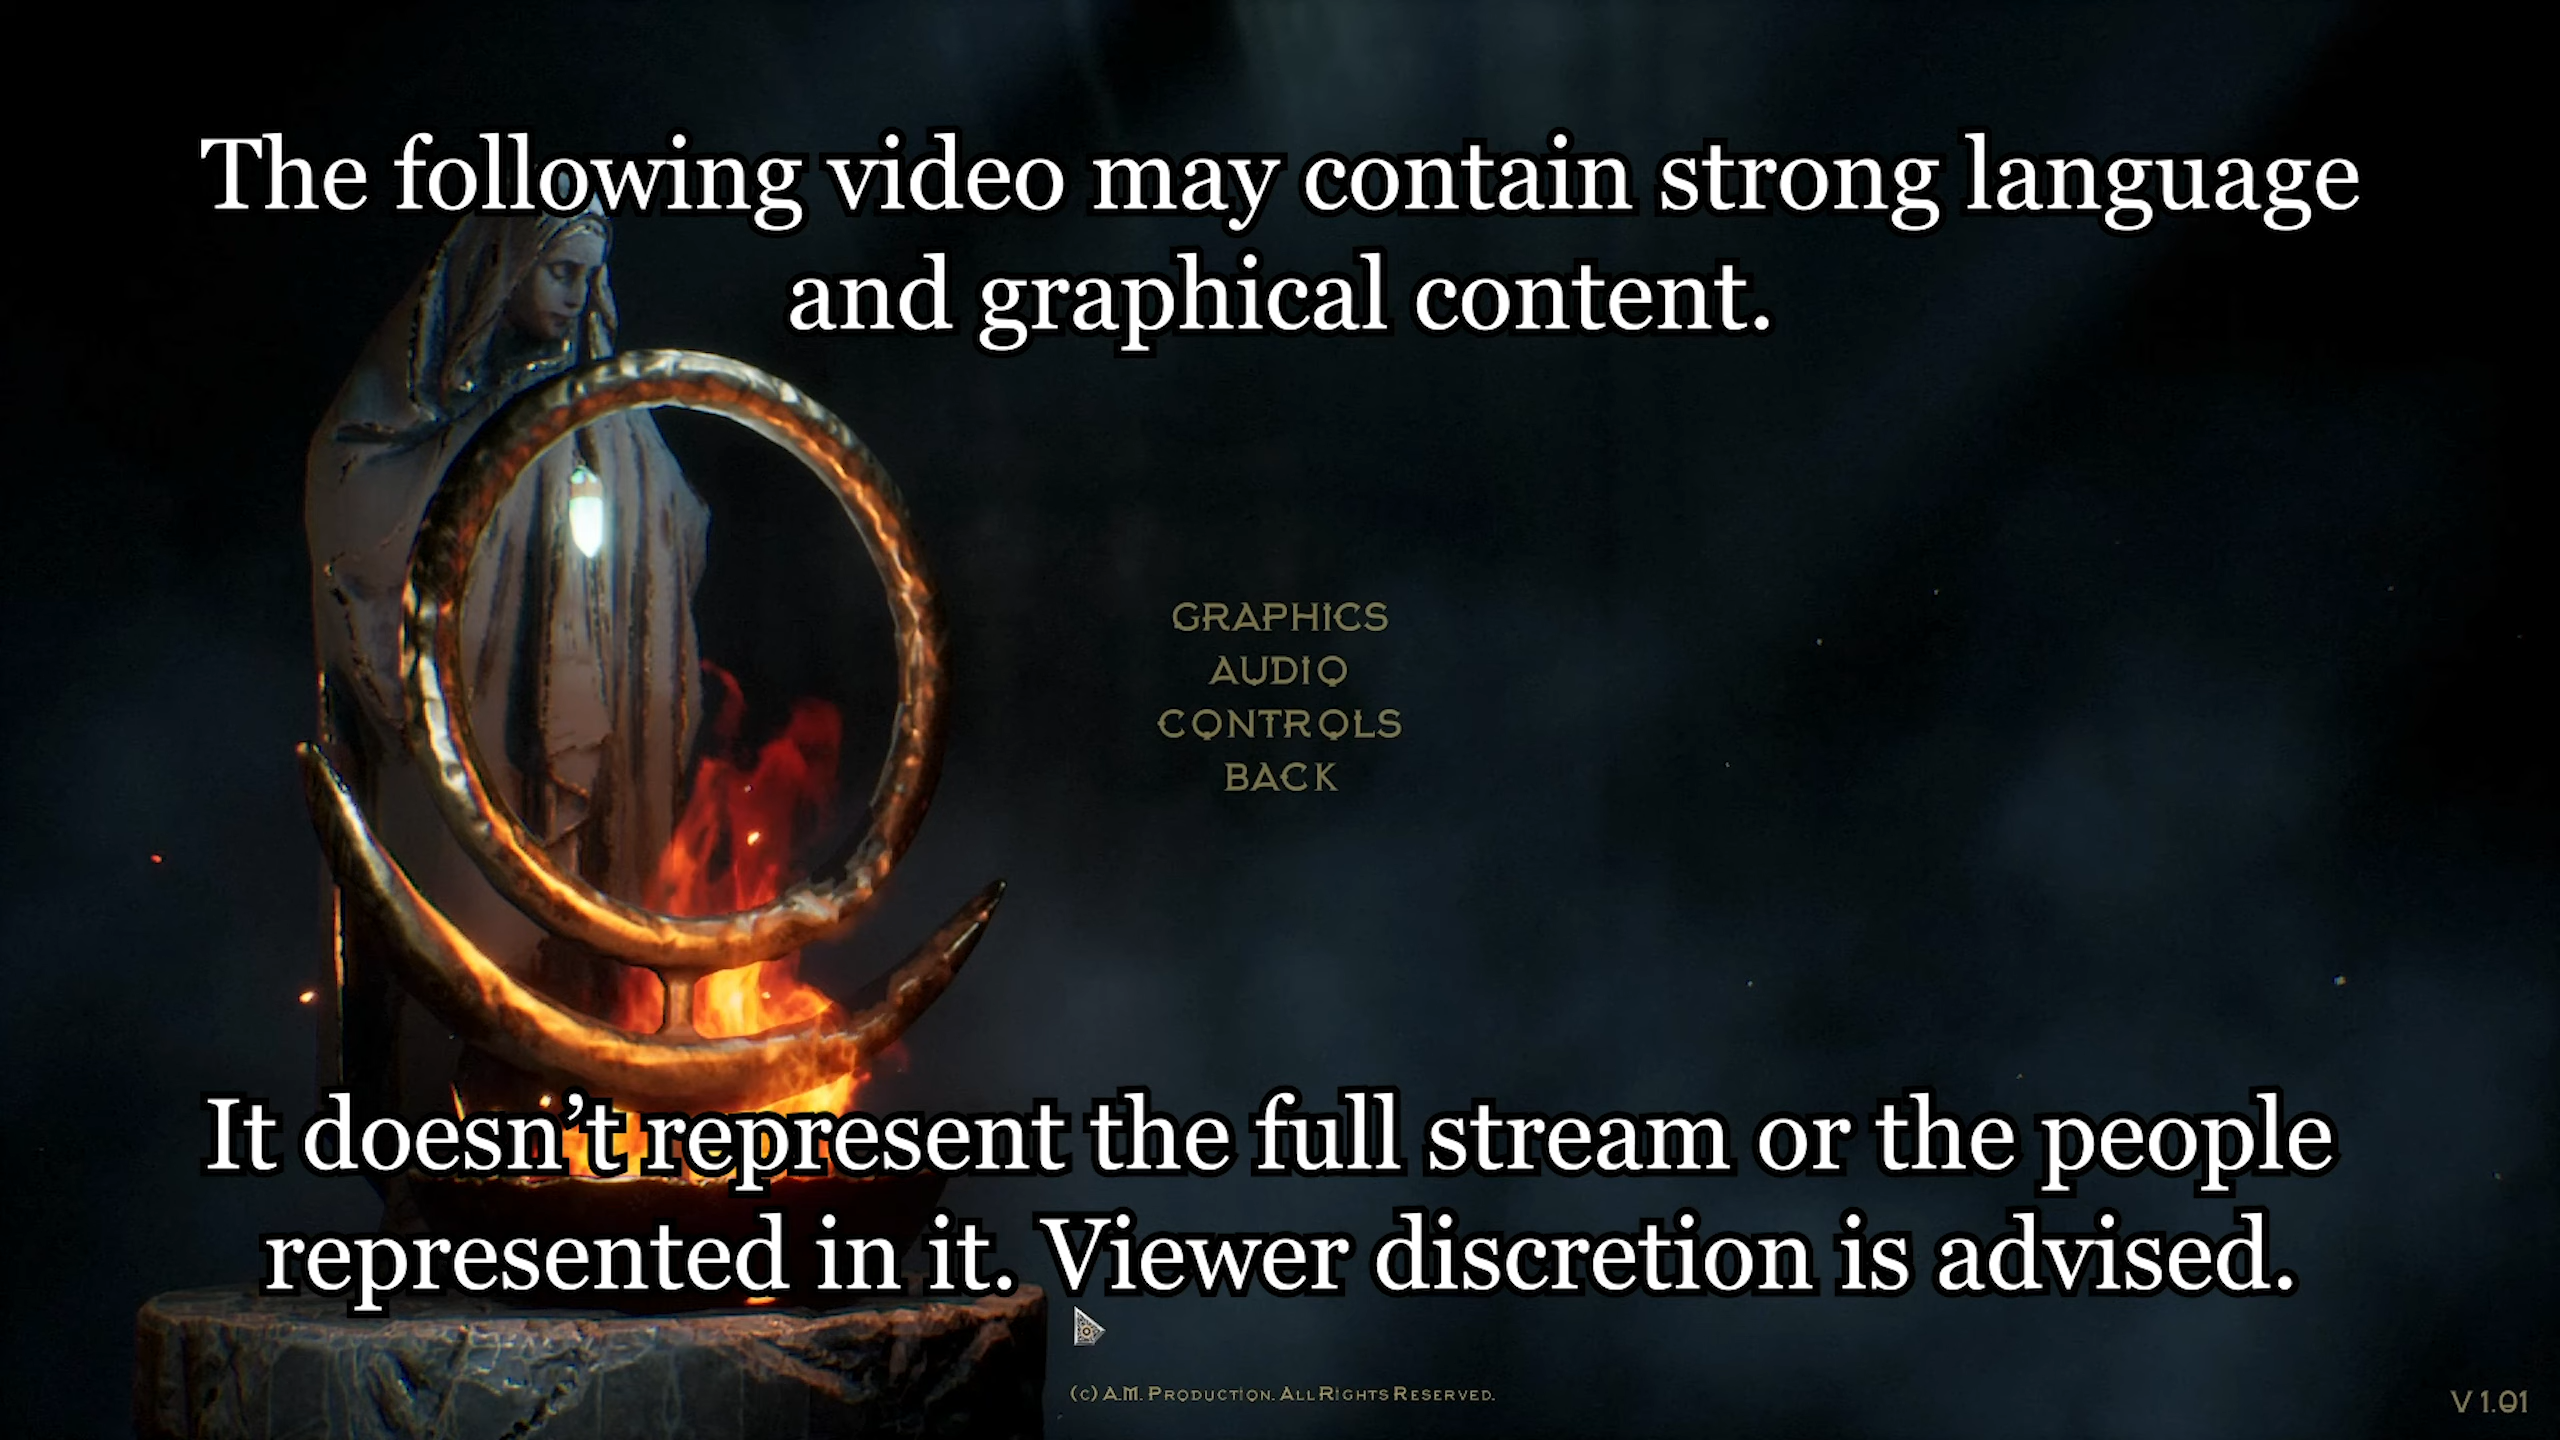 The following video may contain strong language
and graphical content.
GRAPHICS
AUDIO
CONTROLS
BACK
It doesn’t represent the full stream or the people
represented in it. Viewer discretion is advised.
(C) A.M. PRODUCTION. ALL RIGHTS RESERVED.
V 1.01